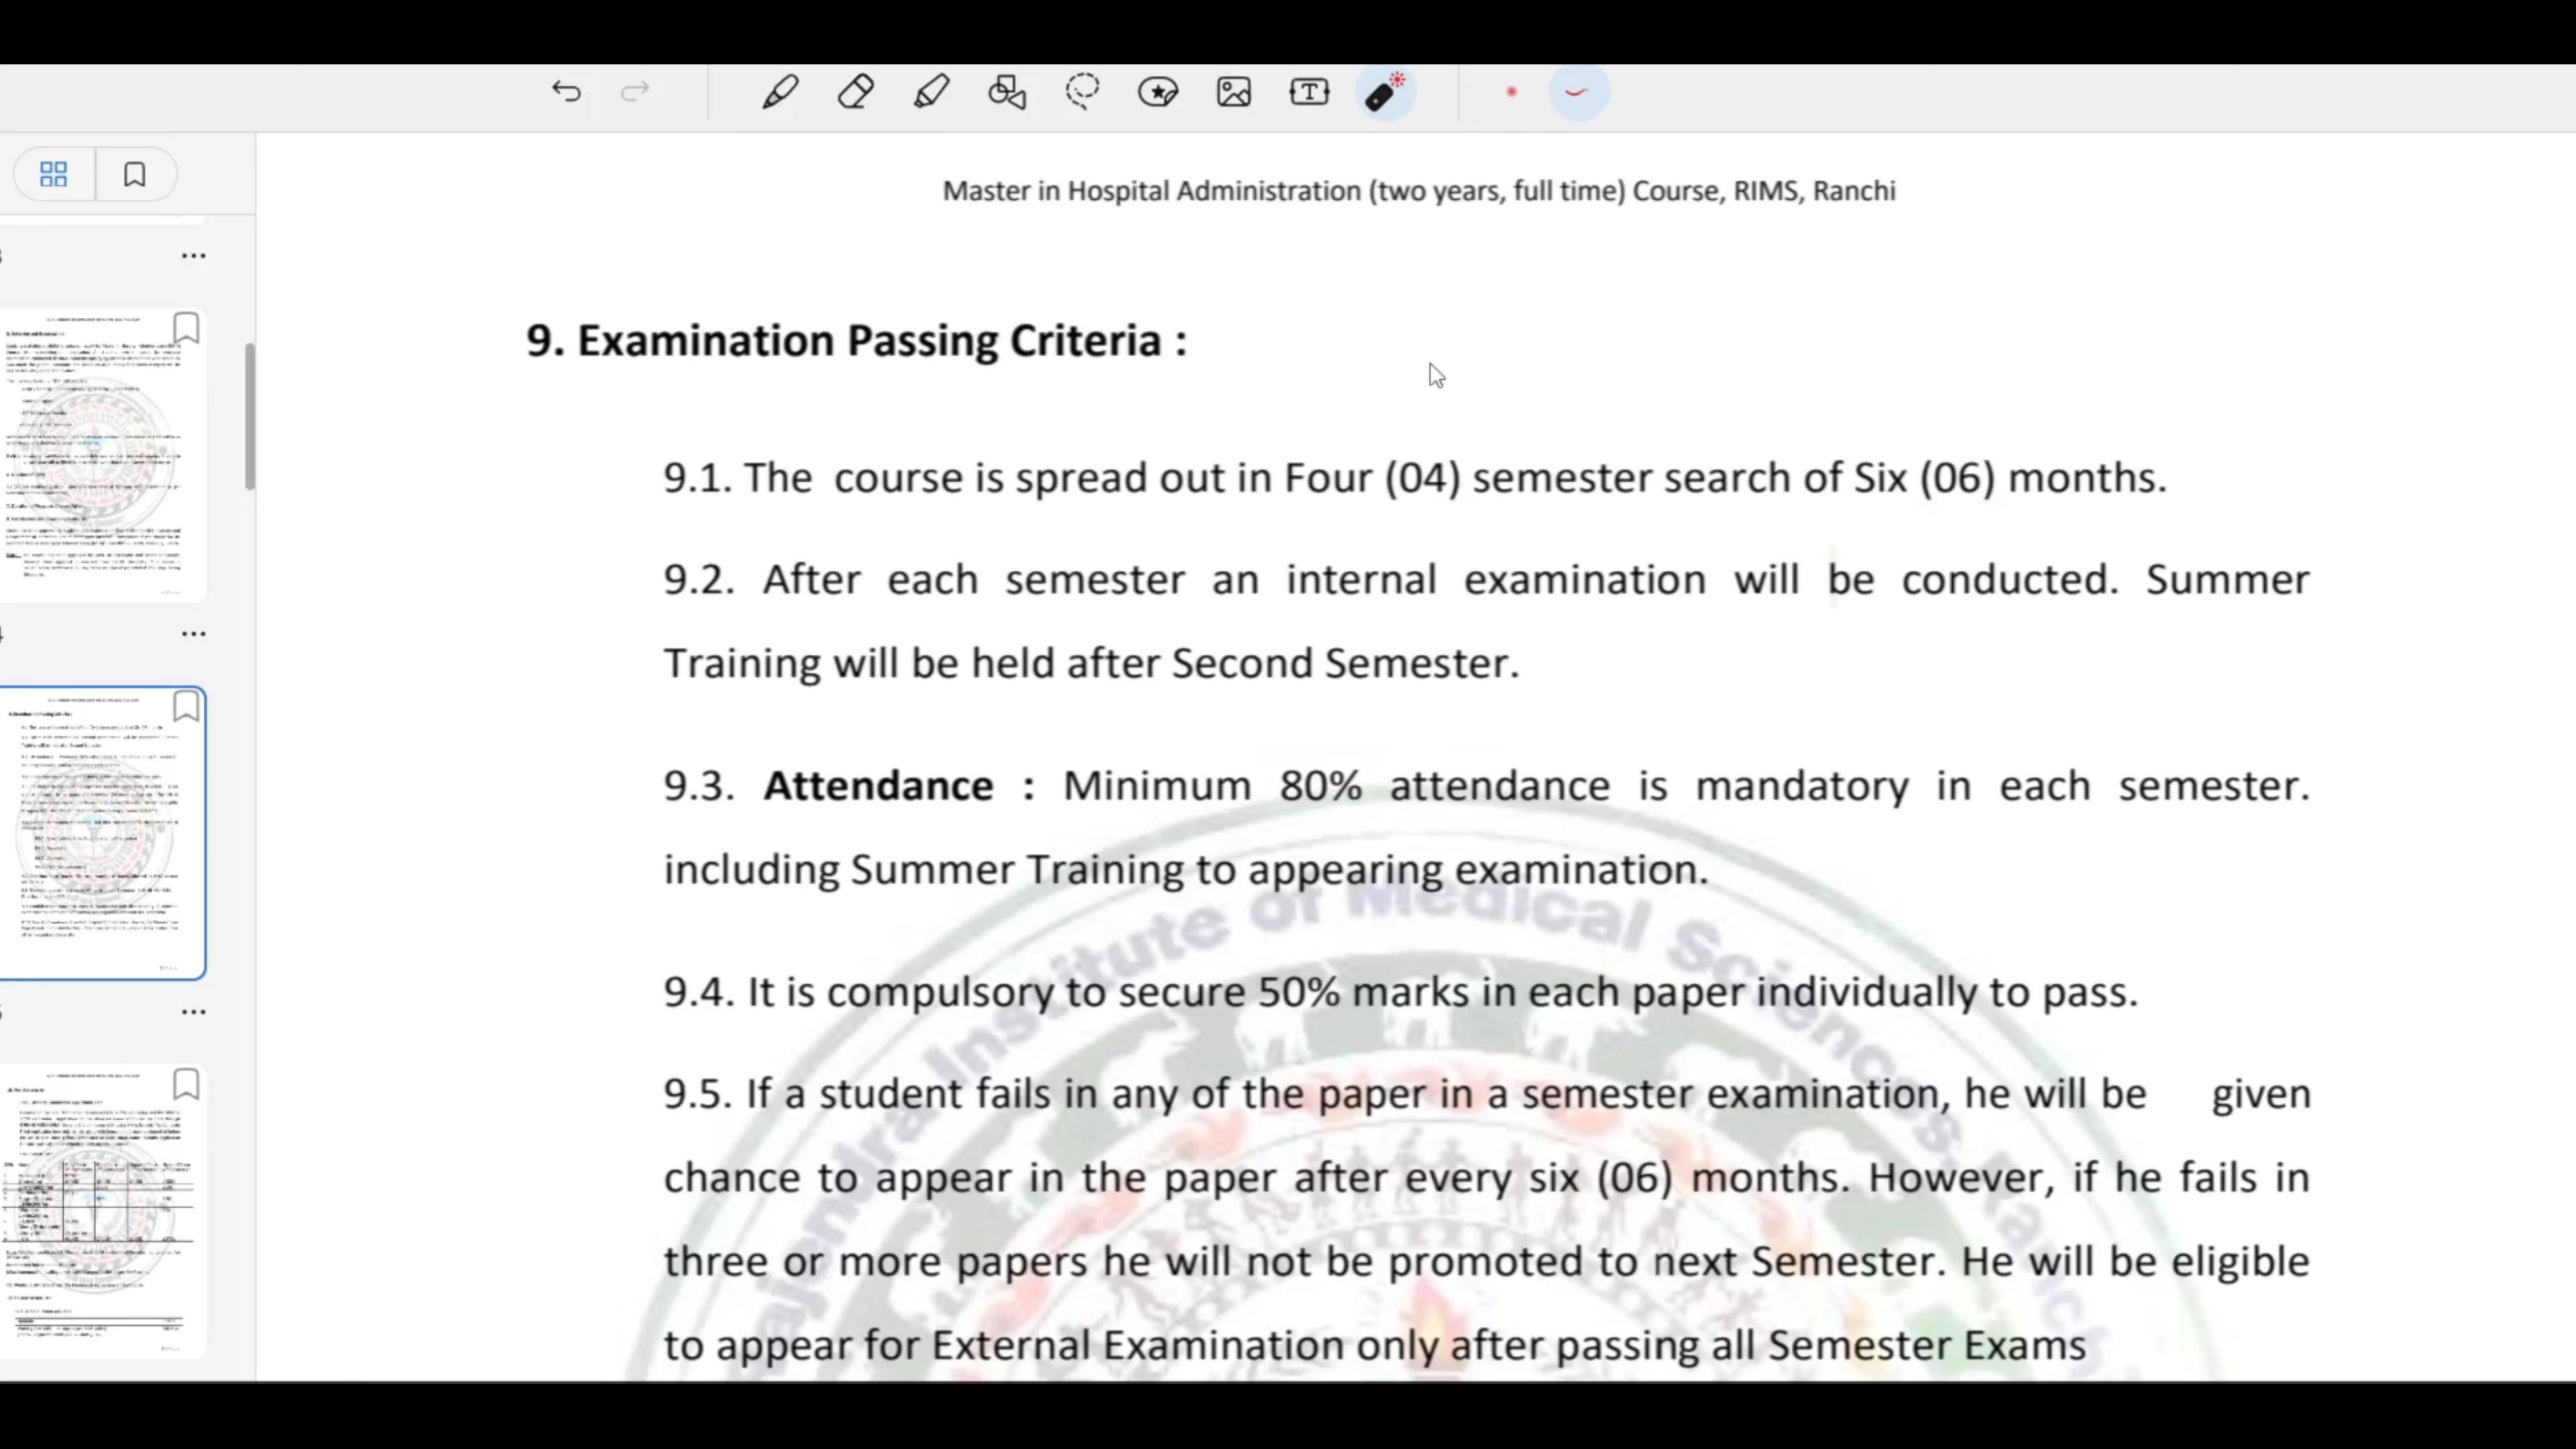 Master in Hospital Administration (two years, full time) Course, RIMS, Ranchi
9. Examination Passing Criteria :
9.1. The course is spread out in Four (04) semester search of Six (06) months.
9.2. After each semester an internal examination will be conducted. Summer
Training will be held after Second Semester.
9.3. Attendance : Minimum 80% attendance is mandatory in each semester.
including Summer Training to appearing examination.
9.4. It is compulsory to secure 50% marks in each paper individually to pass.
9.5. If a student fails in any of the paper in a semester examination, he will be given
chance to appear in the paper after every six (06) months. However, if he fails in
three or more papers he will not be promoted to next Semester. He will be eligible
to appear for External Examination only after passing all Semester Exams
Rajendra Institute of Medical Sciences, Ranchi